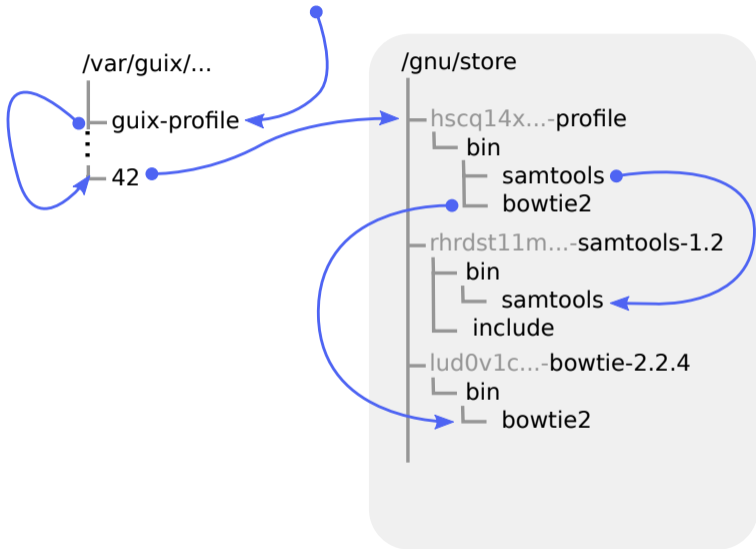 /var/guix/...
guix-profile
42
/gnu/store
hscq14x...-profile
bin
samtools
bowtie2
rhrdst11m...-samtools-1.2
bin
samtools
include
lud0v1c...-bowtie-2.2.4
bin
bowtie2